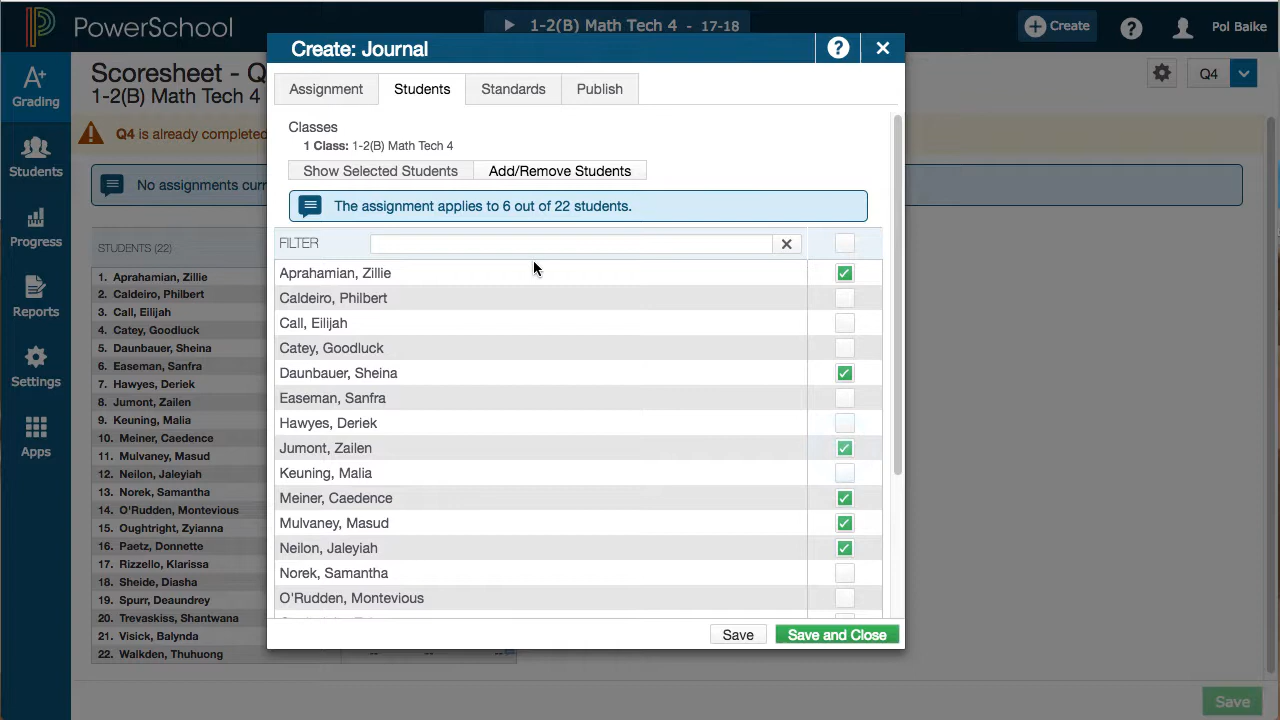 PowerSchool
1-2(B) Math Tech 4 - 17-18
Create
Pol Baike
Create: Journal
Scoresheet - Q
1-2(B) Math Tech 4
Q4
Q4 is already completed
No assignments curr
A+
Grading
Students
Progress
Reports
Settings
Apps
STUDENTS (22)
1. Aprahamian, Zillie
2. Caldeiro, Philbert
3. Call, Eilijah
4. Catey, Goodluck
5. Daunbauer, Sheina
6. Easeman, Sanfra
7. Hawyes, Deriek
8. Jumont, Zailen
9. Keuning, Malia
10. Meiner, Caedence
11. Mulvaney, Masud
12. Neilon, Jaleyiah
13. Norek, Samantha
14. O'Rudden, Montevious
15. Oughtright, Zyianna
16. Paetz, Donnette
17. Rizzello, Klarissa
18. Sheide, Diasha
19. Spurr, Deaundrey
20. Trevaskiss, Shantwana
21. Visick, Balynda
22. Walkden, Thuhuong
-- -- --
Assignment
Students
Standards
Publish
Classes
1 Class: 1-2(B) Math Tech 4
Show Selected Students
Add/Remove Students
The assignment applies to 6 out of 22 students.
FILTER
Aprahamian, Zillie
Caldeiro, Philbert
Call, Eilijah
Catey, Goodluck
Daunbauer, Sheina
Easeman, Sanfra
Hawyes, Deriek
Jumont, Zailen
Keuning, Malia
Meiner, Caedence
Mulvaney, Masud
Neilon, Jaleyiah
Norek, Samantha
O'Rudden, Montevious
Save
Save and Close
Save